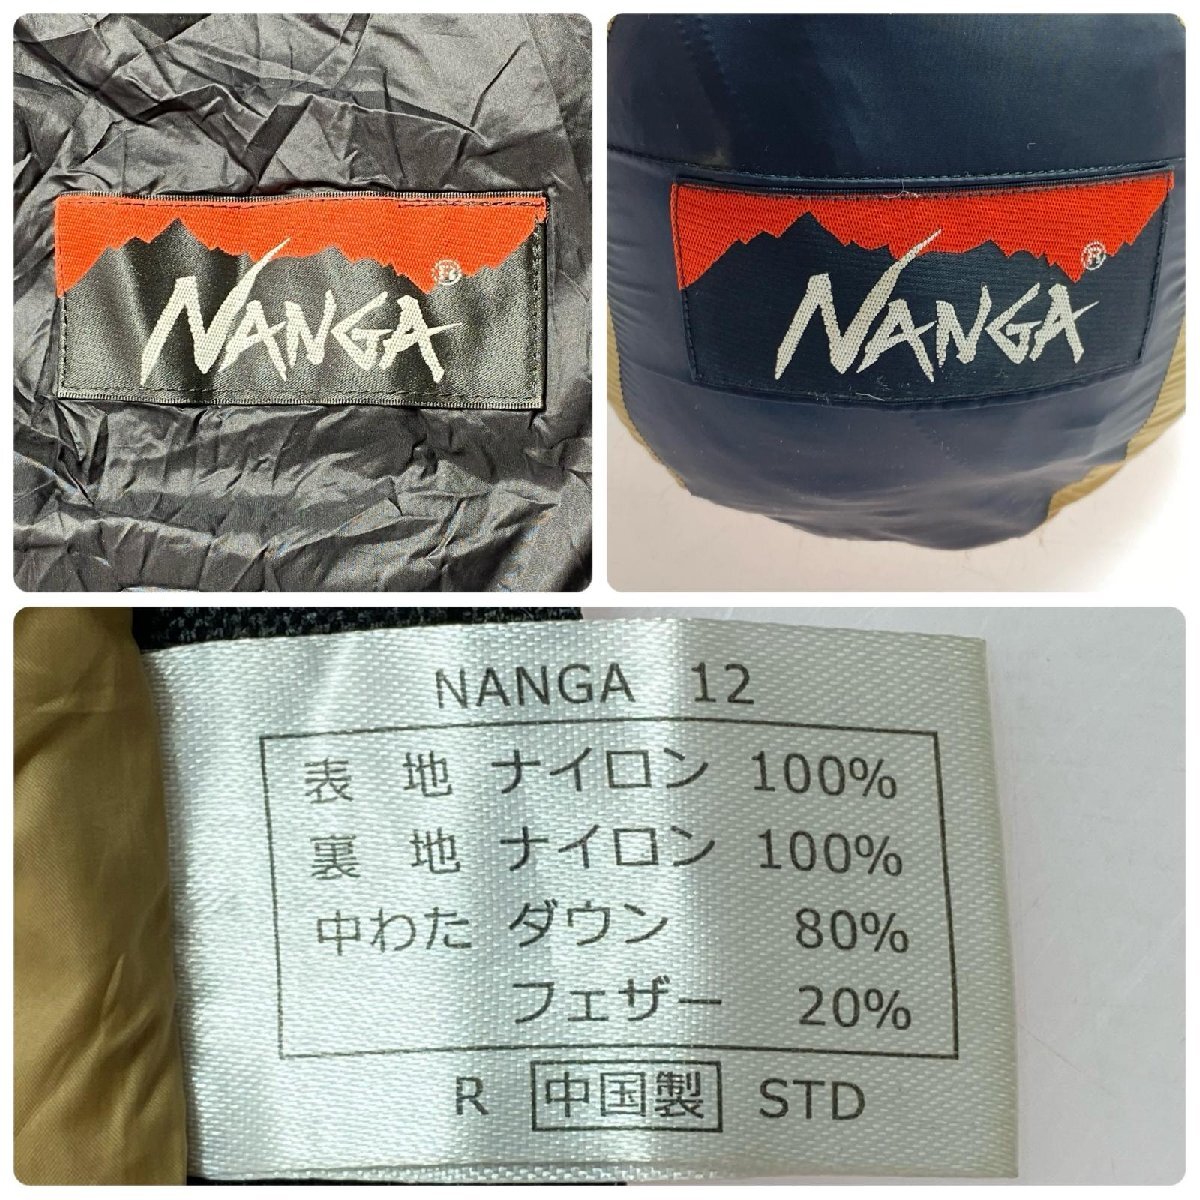 NANGA ®
NANGA ®
NANGA 12
表 地 ナイロン 100%
裏 地 ナイロン 100%
中わた ダウン 80%
フェザー 20%
R 中国製 STD